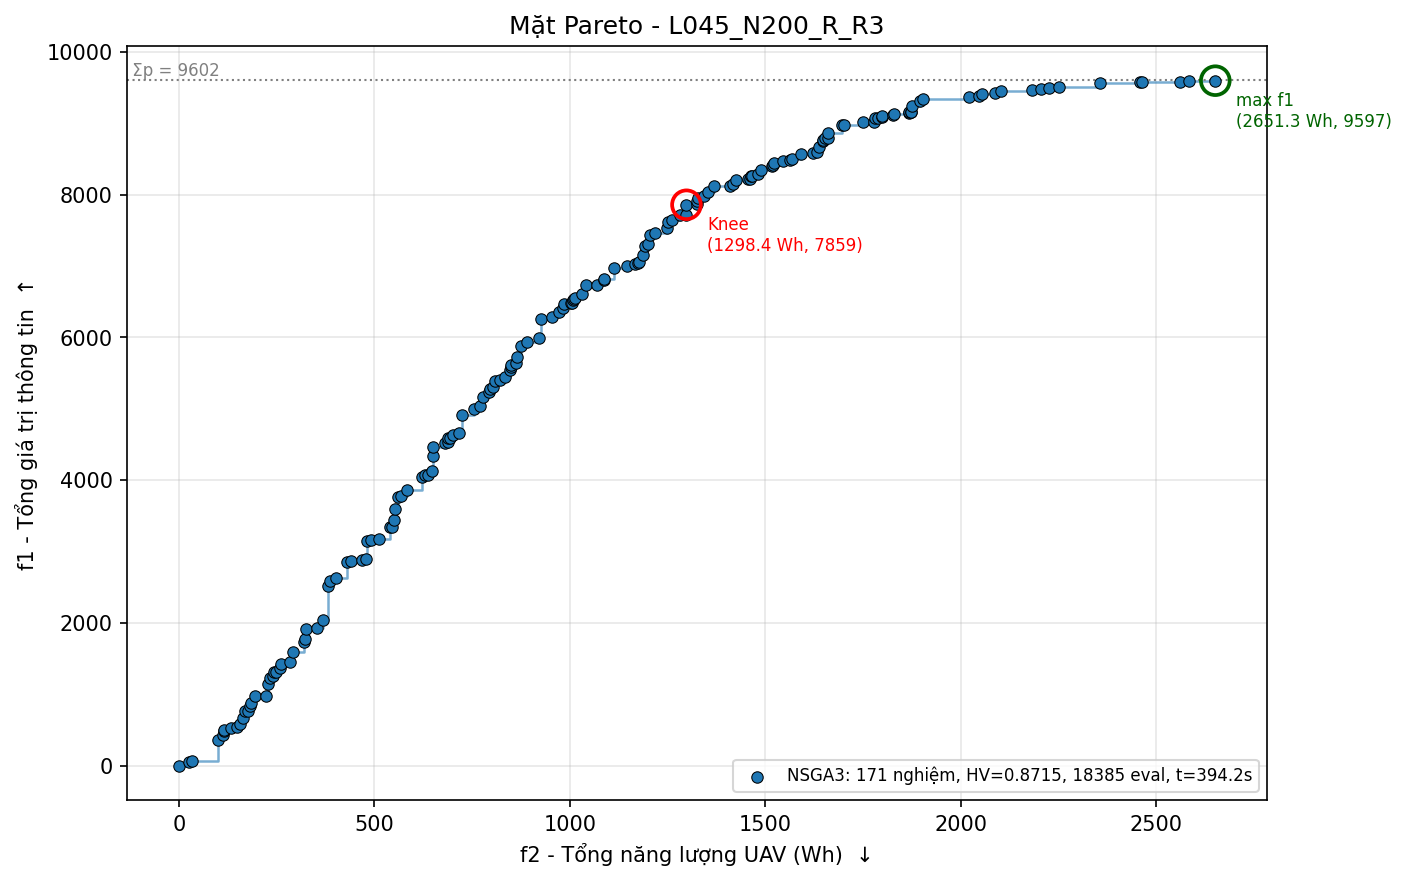 Mặt Pareto - L045_N200_R_R3
10000
8000
6000
4000
2000
0
f1 - Tổng giá trị thông tin ↑
Σp = 9602
max f1
(2651.3 Wh, 9597)
Knee
(1298.4 Wh, 7859)
NSGA3: 171 nghiệm, HV=0.8715, 18385 eval, t=394.2s
0
500
1000
1500
2000
2500
f2 - Tổng năng lượng UAV (Wh) ↓